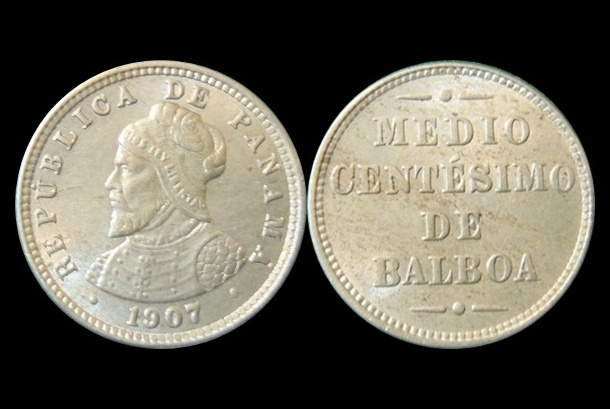 REPÚBLICA DE PANAMÁ
1907
MEDIO
CENTÉSIMO
DE
BALBOA